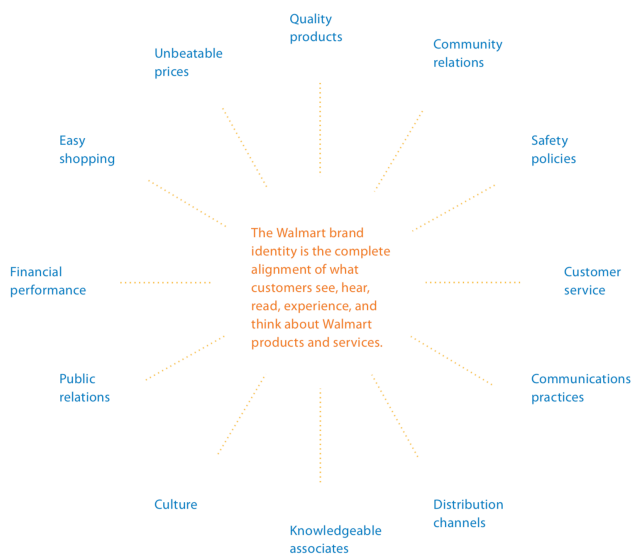 Quality
products
Community
relations
Unbeatable
prices
Easy
shopping
Safety
policies
The Walmart brand
identity is the complete
alignment of what
customers see, hear,
read, experience, and
think about Walmart
products and services.
Financial
performance
Customer
service
Public
relations
Communications
practices
Culture
Distribution
channels
Knowledgeable
associates